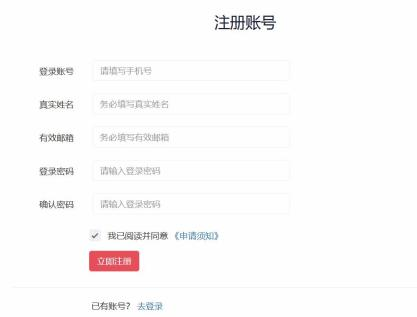 注册账号
登录账号 请填写手机号
真实姓名 务必填写真实姓名
有效邮箱 务必填写有效邮箱
登录密码 请输入登录密码
确认密码 请输入登录密码
我已阅读并同意 《申请须知》
立即注册
已有账号？ 去登录